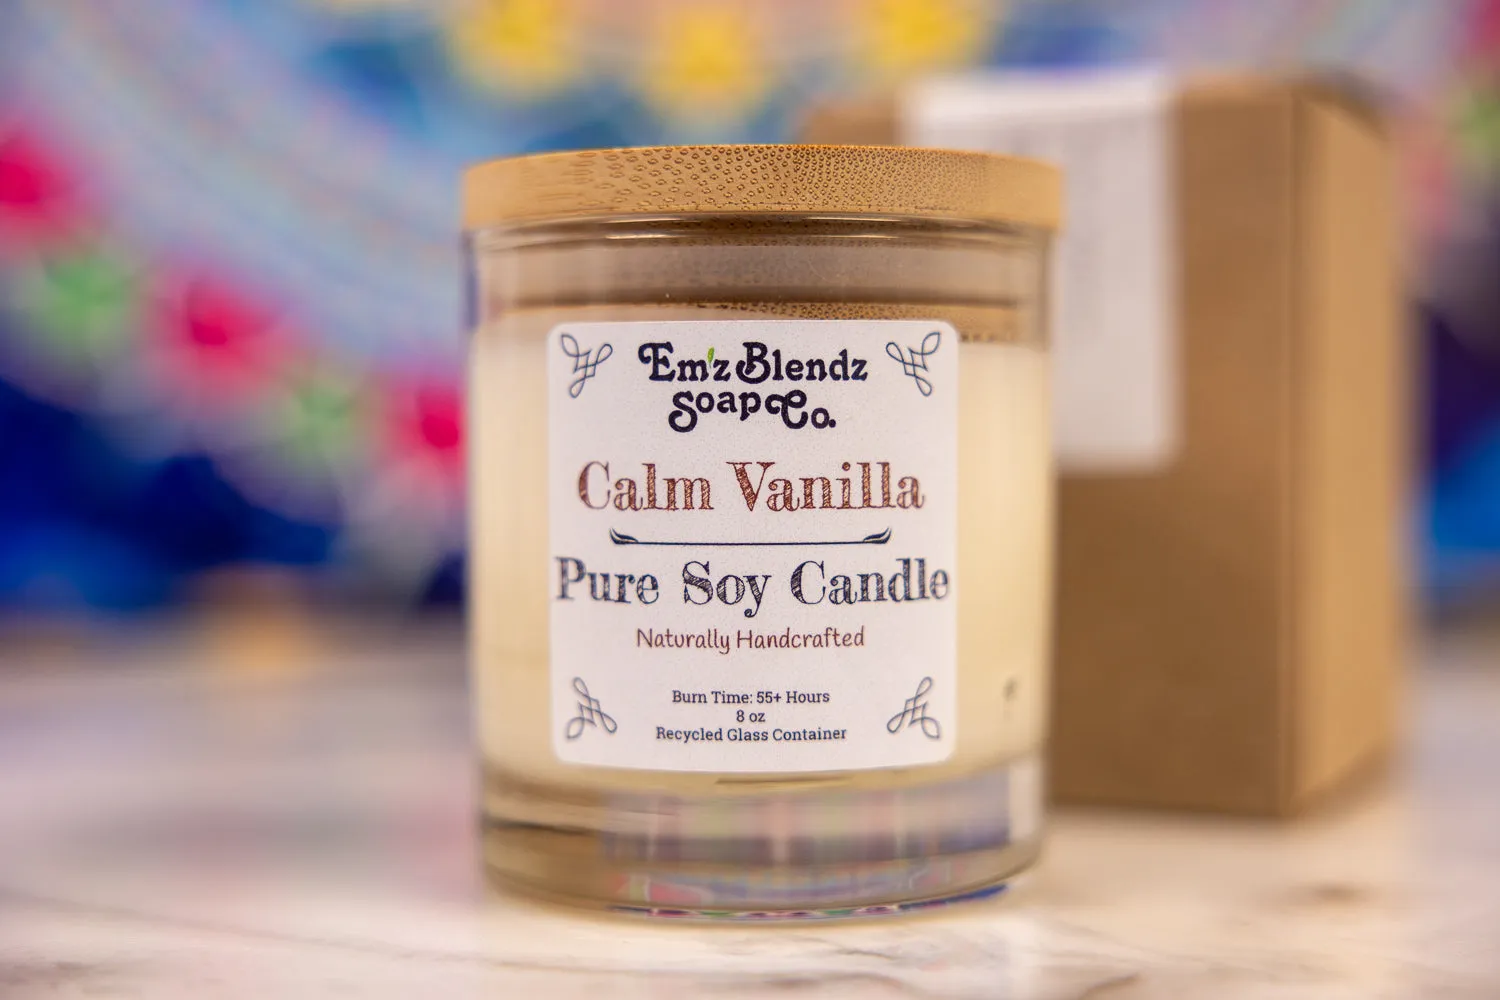 Em'z Blendz
Soap Co.
Calm Vanilla
Pure Soy Candle
Naturally Handcrafted
Burn Time: 55+ Hours
8 oz
Recycled Glass Container